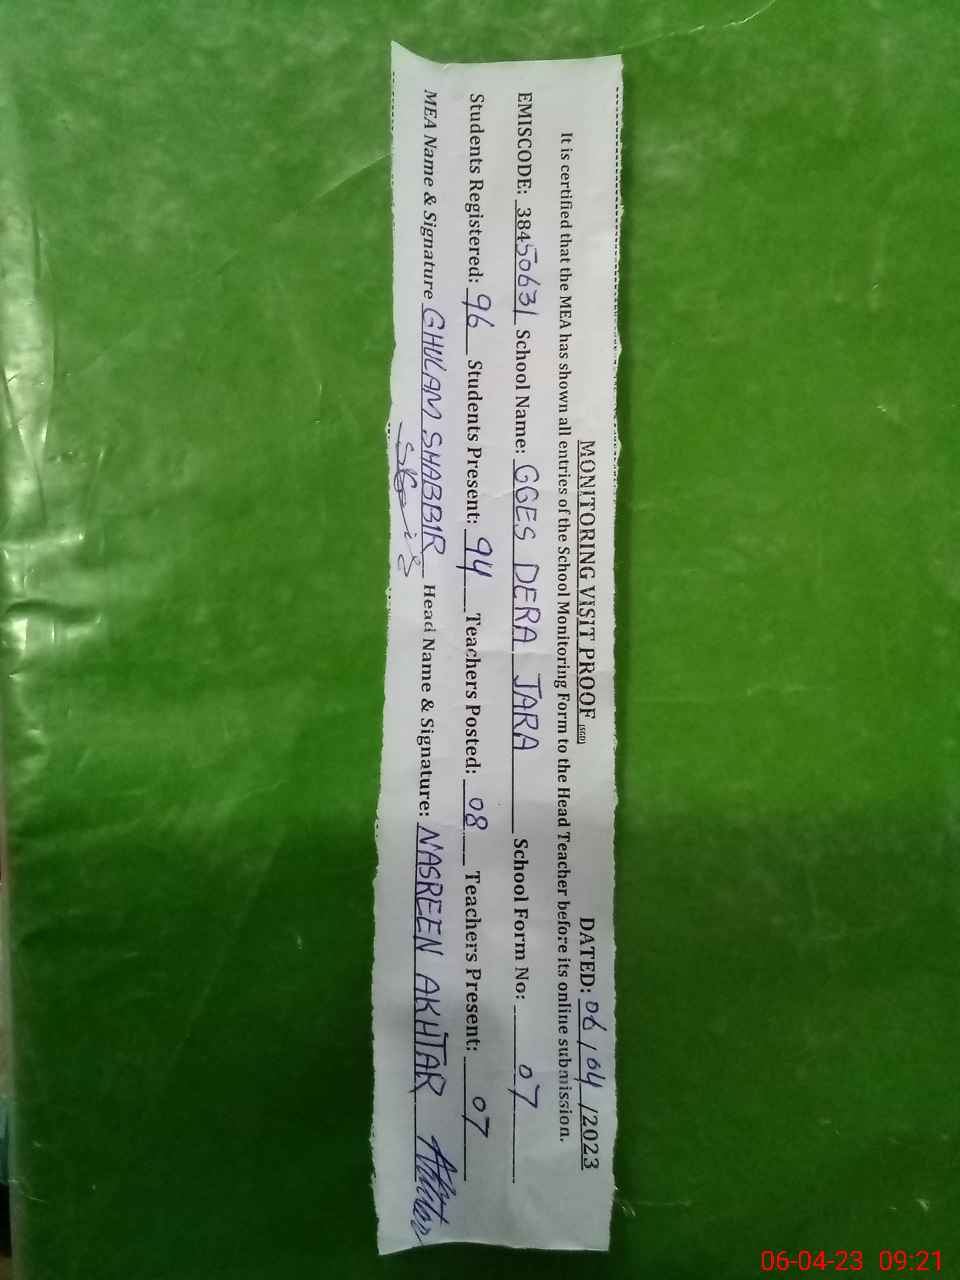 MONITORING VISIT PROOF (SGD) DATED: 06/04/2023
It is certified that the MEA has shown all entries of the School Monitoring Form to the Head Teacher before its online submission.
EMISCODE: 38450631 School Name: GGES DERA JARA School Form No: 07
Students Registered: 96 Students Present: 94 Teachers Posted: 08 Teachers Present: 07
MEA Name & Signature GHULAM SHABBIR Head Name & Signature: NASREEN AKHTAR
06-04-23 09:21